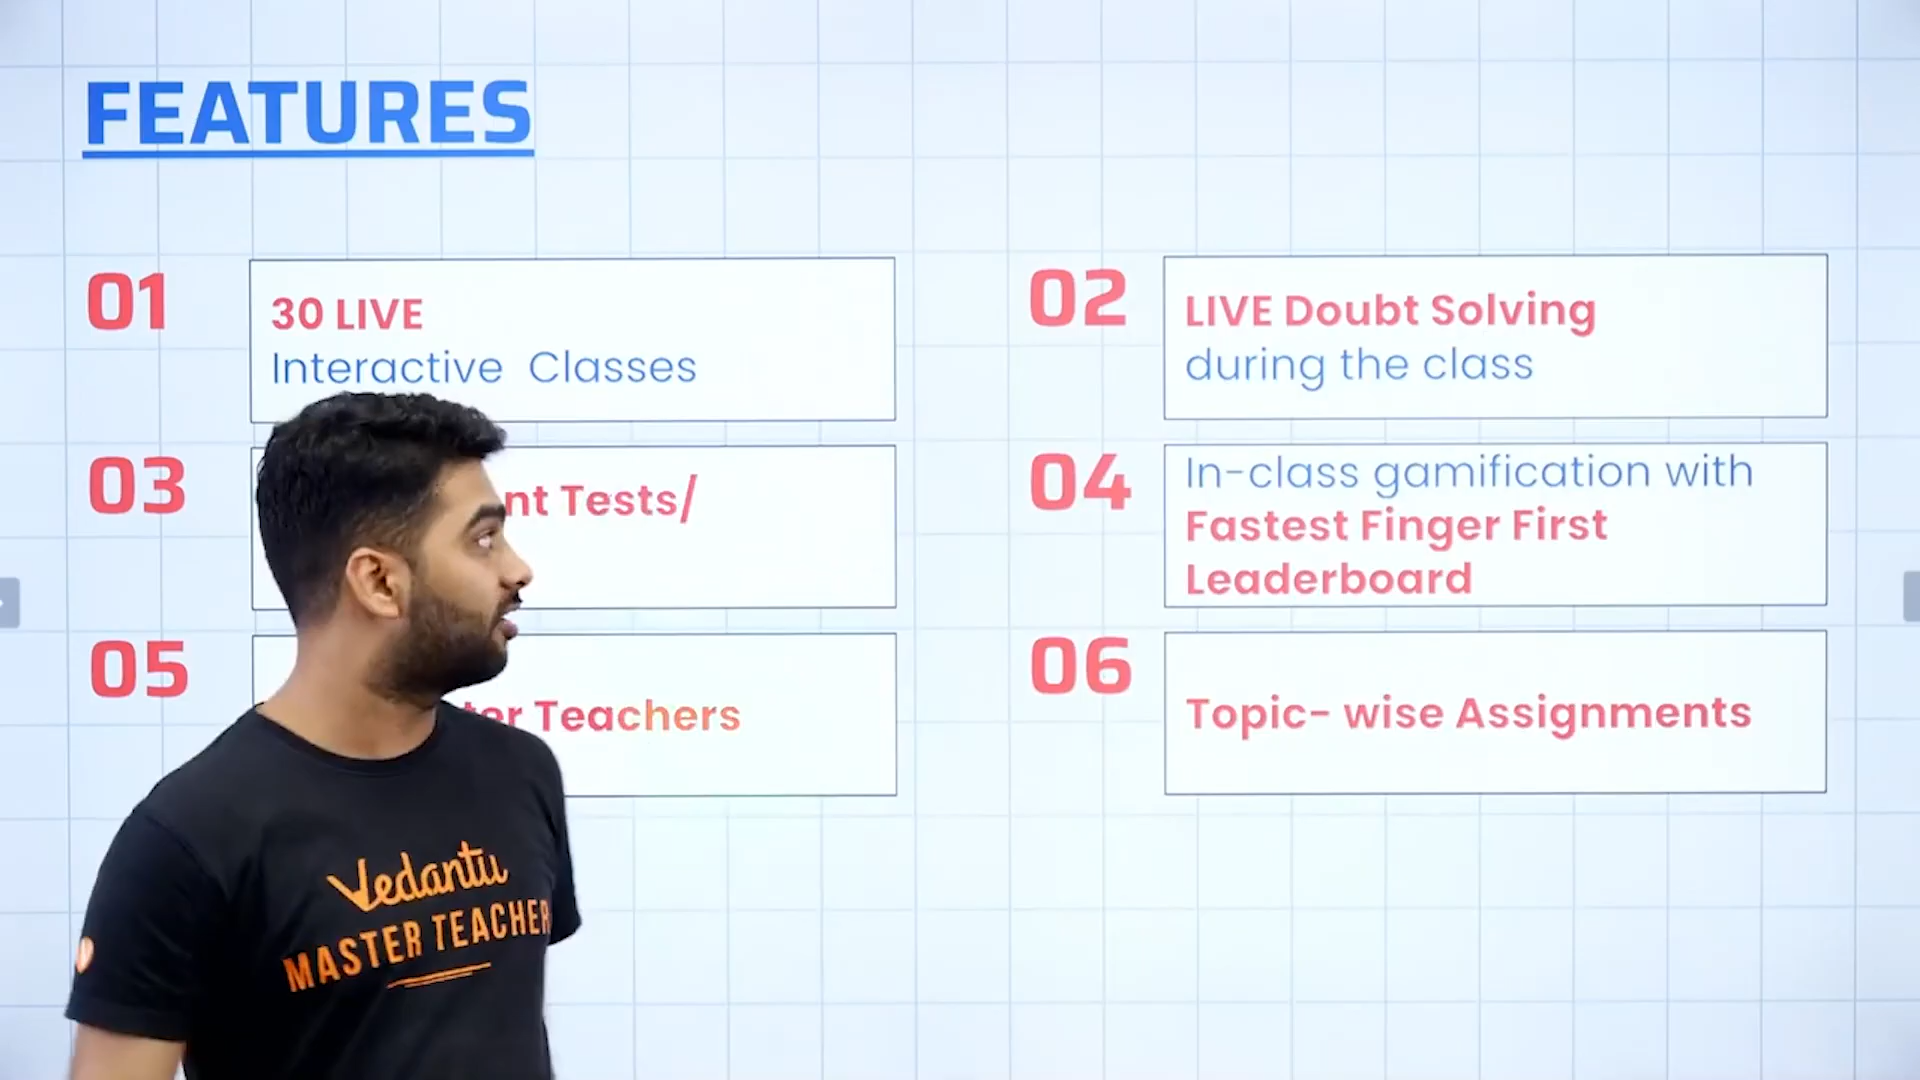 FEATURES
01
30 LIVE
Interactive Classes
02
LIVE Doubt Solving
during the class
03
Tests/
04
In-class gamification with
Fastest Finger First
Leaderboard
05
Teachers
06
Topic- wise Assignments
Vedantu
MASTER TEACHER